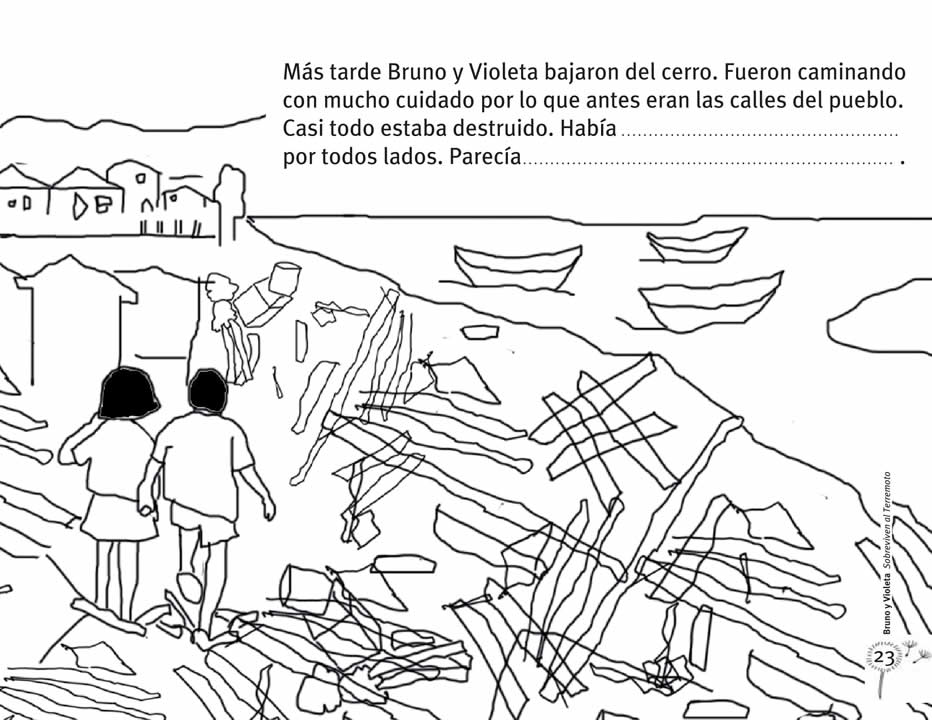 Más tarde Bruno y Violeta bajaron del cerro. Fueron caminando
con mucho cuidado por lo que antes eran las calles del pueblo.
Casi todo estaba destruido. Había ..................................................
por todos lados. Parecía.................................................................... .
Bruno y Violeta Sobreviven al Terremoto
23